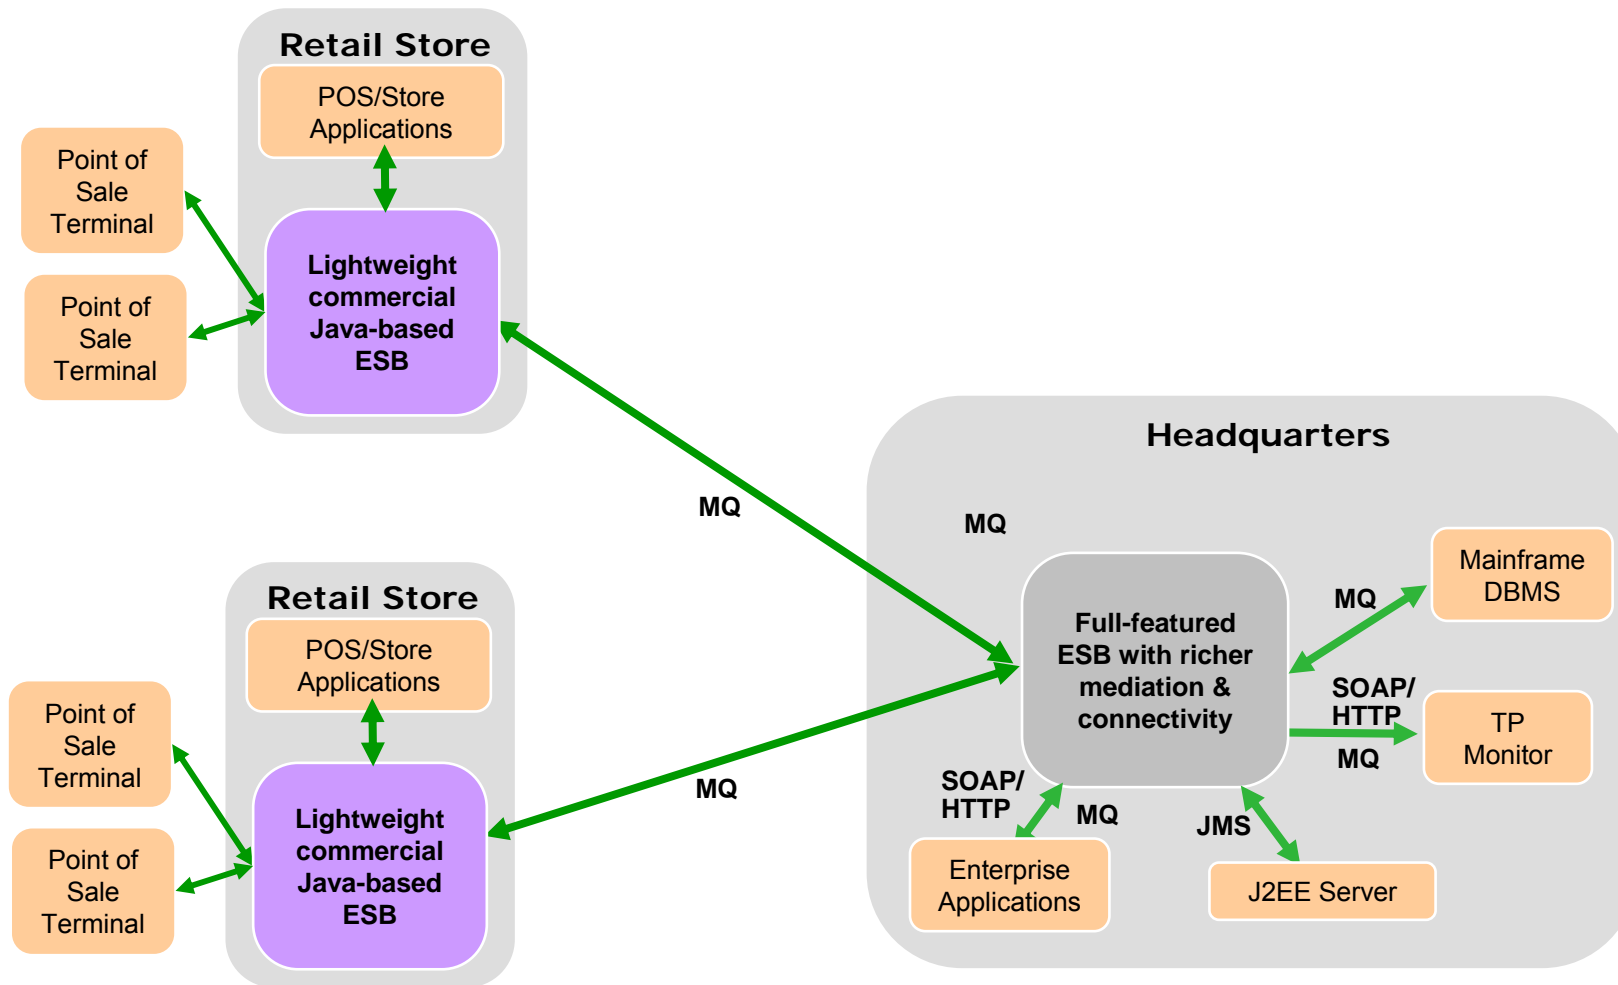 Retail Store
POS/Store
Applications
Point of
Sale
Terminal
Point of
Sale
Terminal
Lightweight
commercial
Java-based
ESB
MQ
Retail Store
POS/Store
Applications
Point of
Sale
Terminal
Point of
Sale
Terminal
Lightweight
commercial
Java-based
ESB
MQ
Headquarters
MQ
Full-featured
ESB with richer
mediation &
connectivity
MQ
Mainframe
DBMS
SOAP/
HTTP
MQ
TP
Monitor
SOAP/
HTTP
MQ
Enterprise
Applications
JMS
J2EE Server